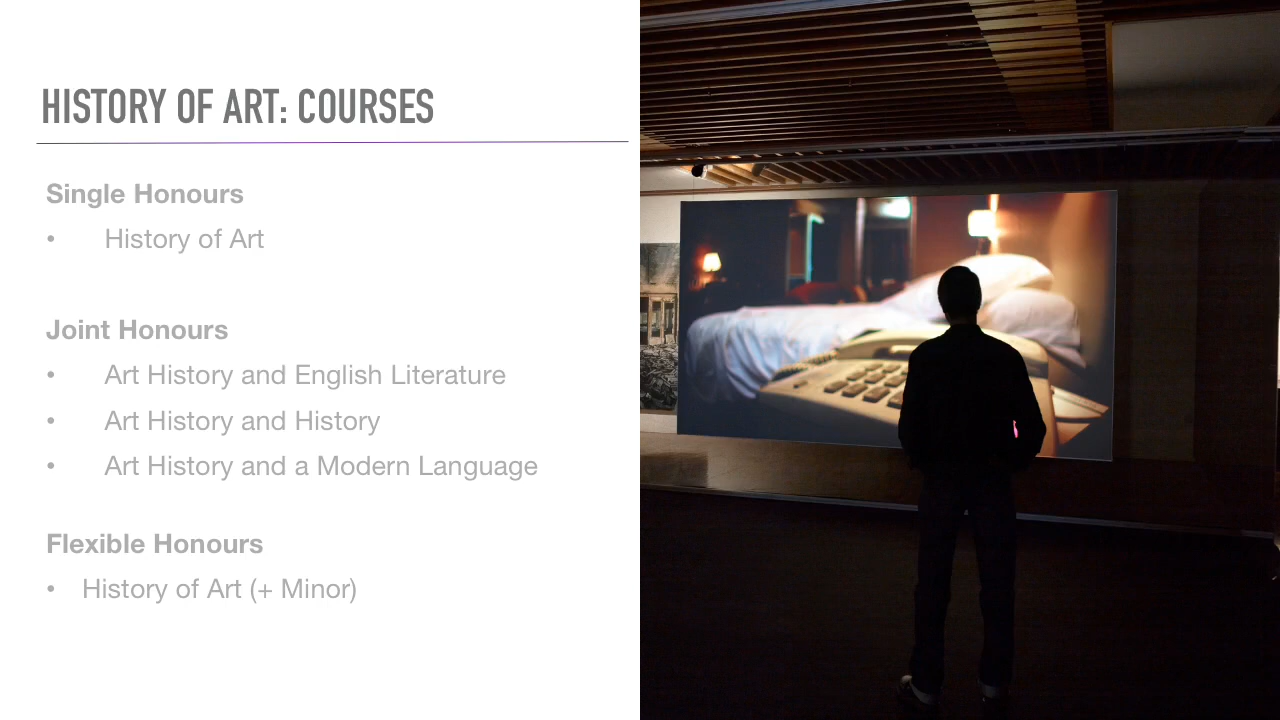 HISTORY OF ART: COURSES
Single Honours
• History of Art
Joint Honours
• Art History and English Literature
• Art History and History
• Art History and a Modern Language
Flexible Honours
• History of Art (+ Minor)